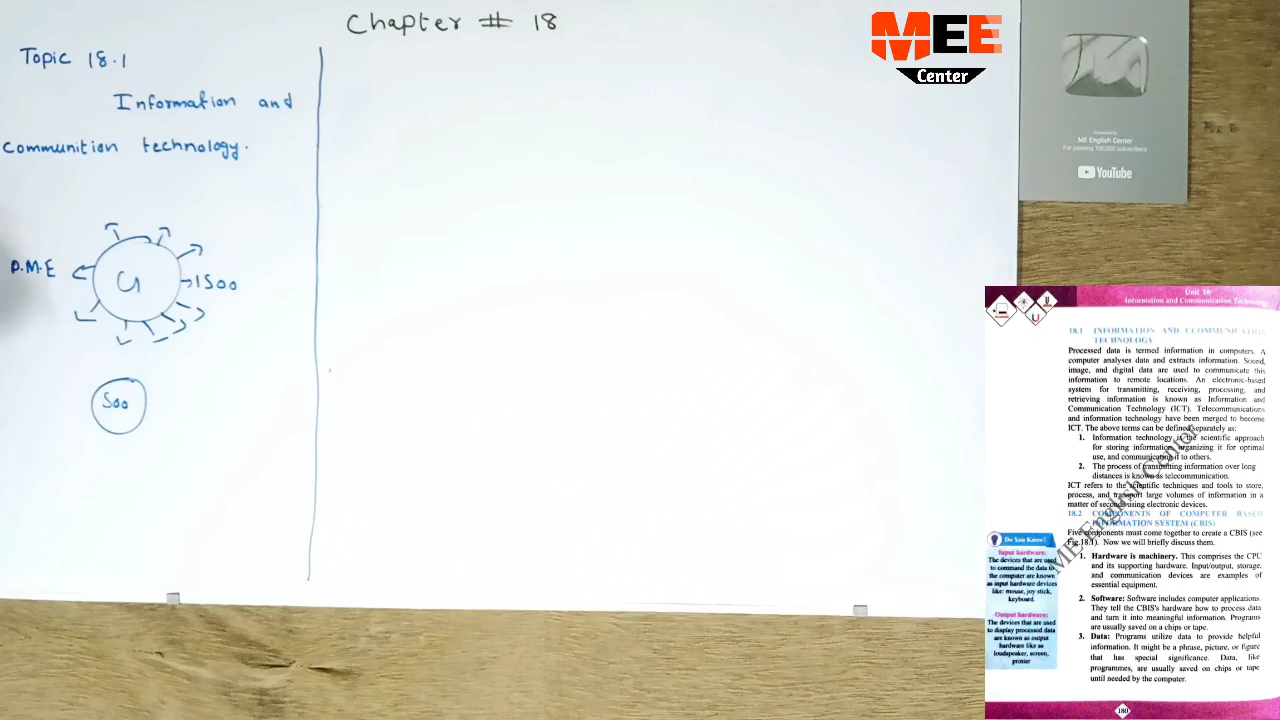 Chapter # 18
Topic 18.1
Information and
Communition technology.
D.M.E
G
1500
500
MEE
Center
Presented to
ME English Center
For passing 100,000 subscribers
YouTube
Unit 18:
Information and Communication Technology
18.1 INFORMATION AND COMMUNICATION
TECHNOLOGY
Processed data is termed information in computers. A
computer analyses data and extracts information. Sound,
image, and digital data are used to communicate this
information to remote locations. An electronic-based
system for transmitting, receiving, processing, and
retrieving information is known as Information and
Communication Technology (ICT). Telecommunications
and information technology have been merged to become
ICT. The above terms can be defined separately as:
1. Information technology is the scientific approach
for storing information, organizing it for optimal
use, and communicating it to others.
2. The process of transmitting information over long
distances is known as telecommunication.
ICT refers to the scientific techniques and tools to store,
process, and transport large volumes of information in a
matter of seconds using electronic devices.
18.2 COMPONENTS OF COMPUTER BASED
INFORMATION SYSTEM (CBIS)
Five components must come together to create a CBIS (see
Fig.18.1). Now we will briefly discuss them.
1. Hardware is machinery. This comprises the CPU
and its supporting hardware. Input/output, storage,
and communication devices are examples of
essential equipment.
2. Software: Software includes computer applications.
They tell the CBIS's hardware how to process data
and turn it into meaningful information. Programs
are usually saved on a chips or tape.
3. Data: Programs utilize data to provide helpful
information. It might be a phrase, picture, or figure
that has special significance. Data, like
programmes, are usually saved on chips or tape
until needed by the computer.
Do You Know!
Input hardware:
The devices that are used
to command the data to
the computer are known
as input hardware devices
like: mouse, joy stick,
keyboard.
Output hardware:
The devices that are used
to display processed data
are known as output
hardware like as
loudspeaker, screen,
printer
ME English Center
180